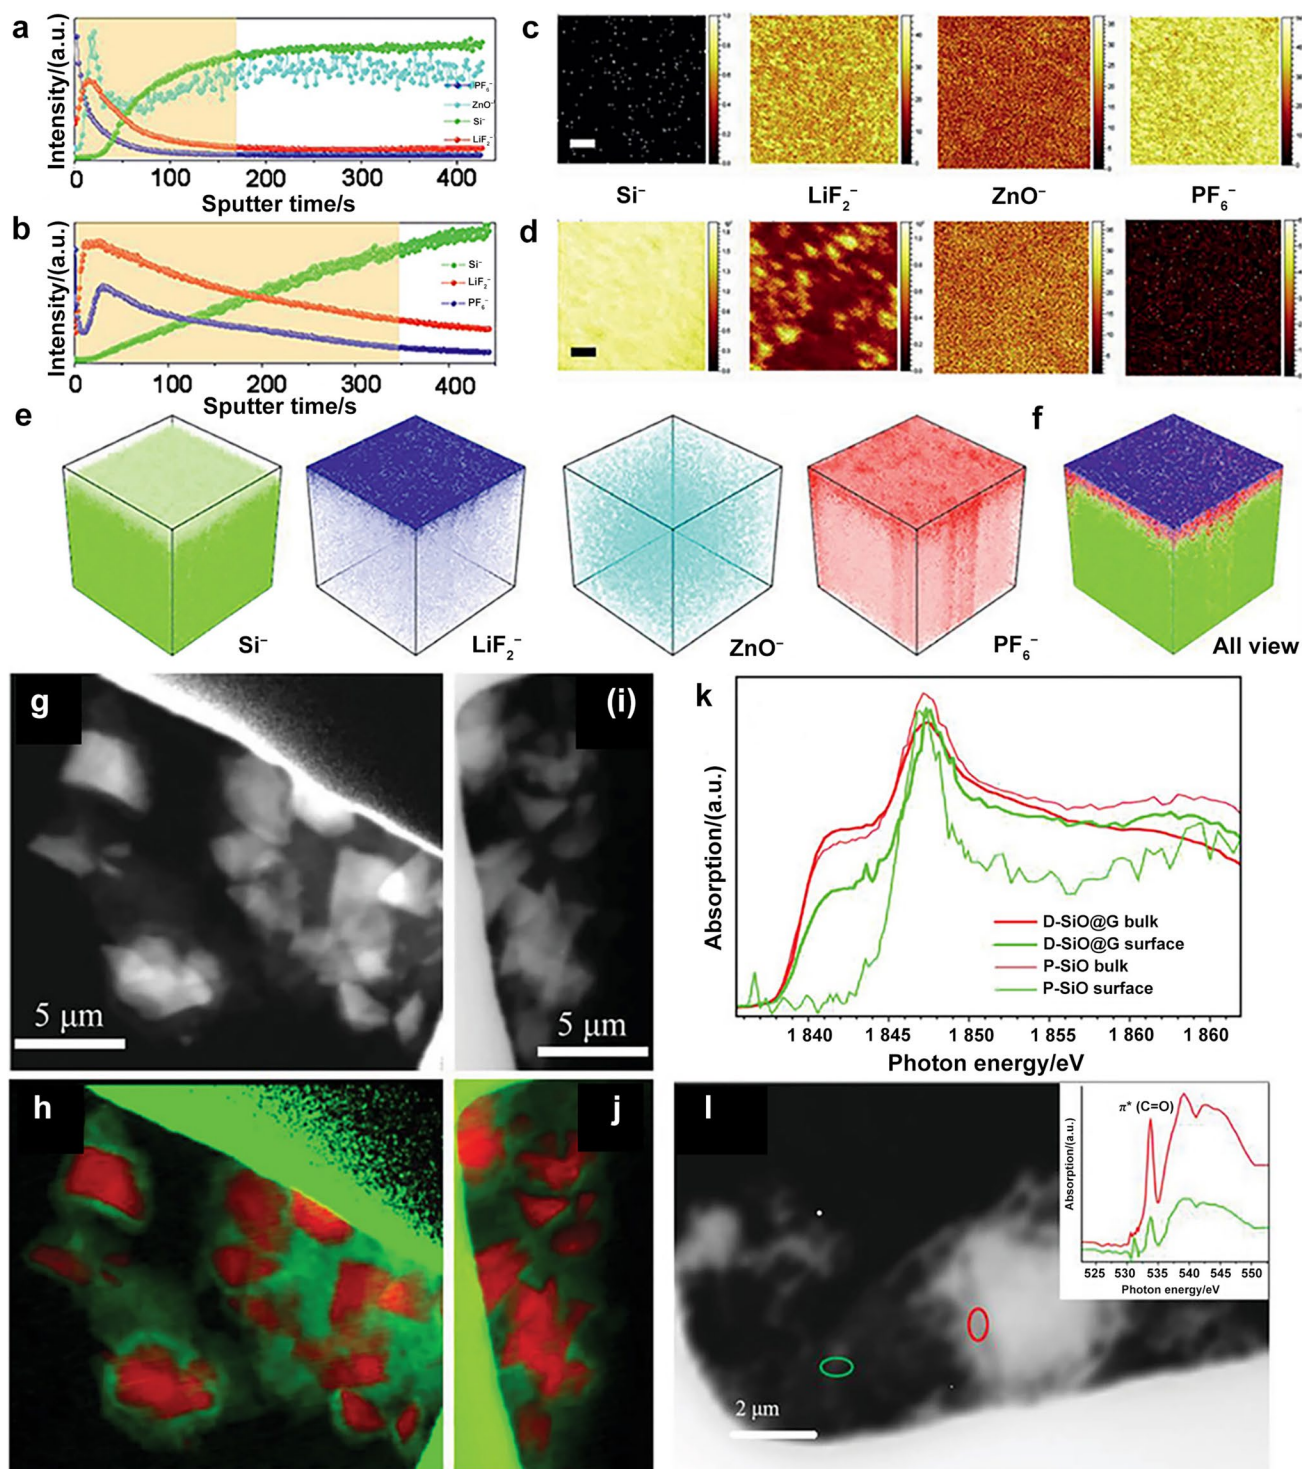 a
Intensity/(a.u.)
PF6−
ZnO−
Si−
LiF2−
0 100 200 300 400
Sputter time/s
b
Intensity/(a.u.)
Si−
LiF2−
PF6−
0 100 200 300 400
Sputter time/s
c
Si− LiF2− ZnO− PF6−
d
e
Si− LiF2− ZnO− PF6−
f
All view
g
5 μm
(i)
5 μm
h
j
k
Absorption/(a.u.)
D-SiO@G bulk
D-SiO@G surface
P-SiO bulk
P-SiO surface
1 840 1 845 1 850 1 855 1 860 1 860
Photon energy/eV
l
2 μm
π* (C=O)
Absorption/(a.u.)
525 530 535 540 545 550
Photon energy/eV